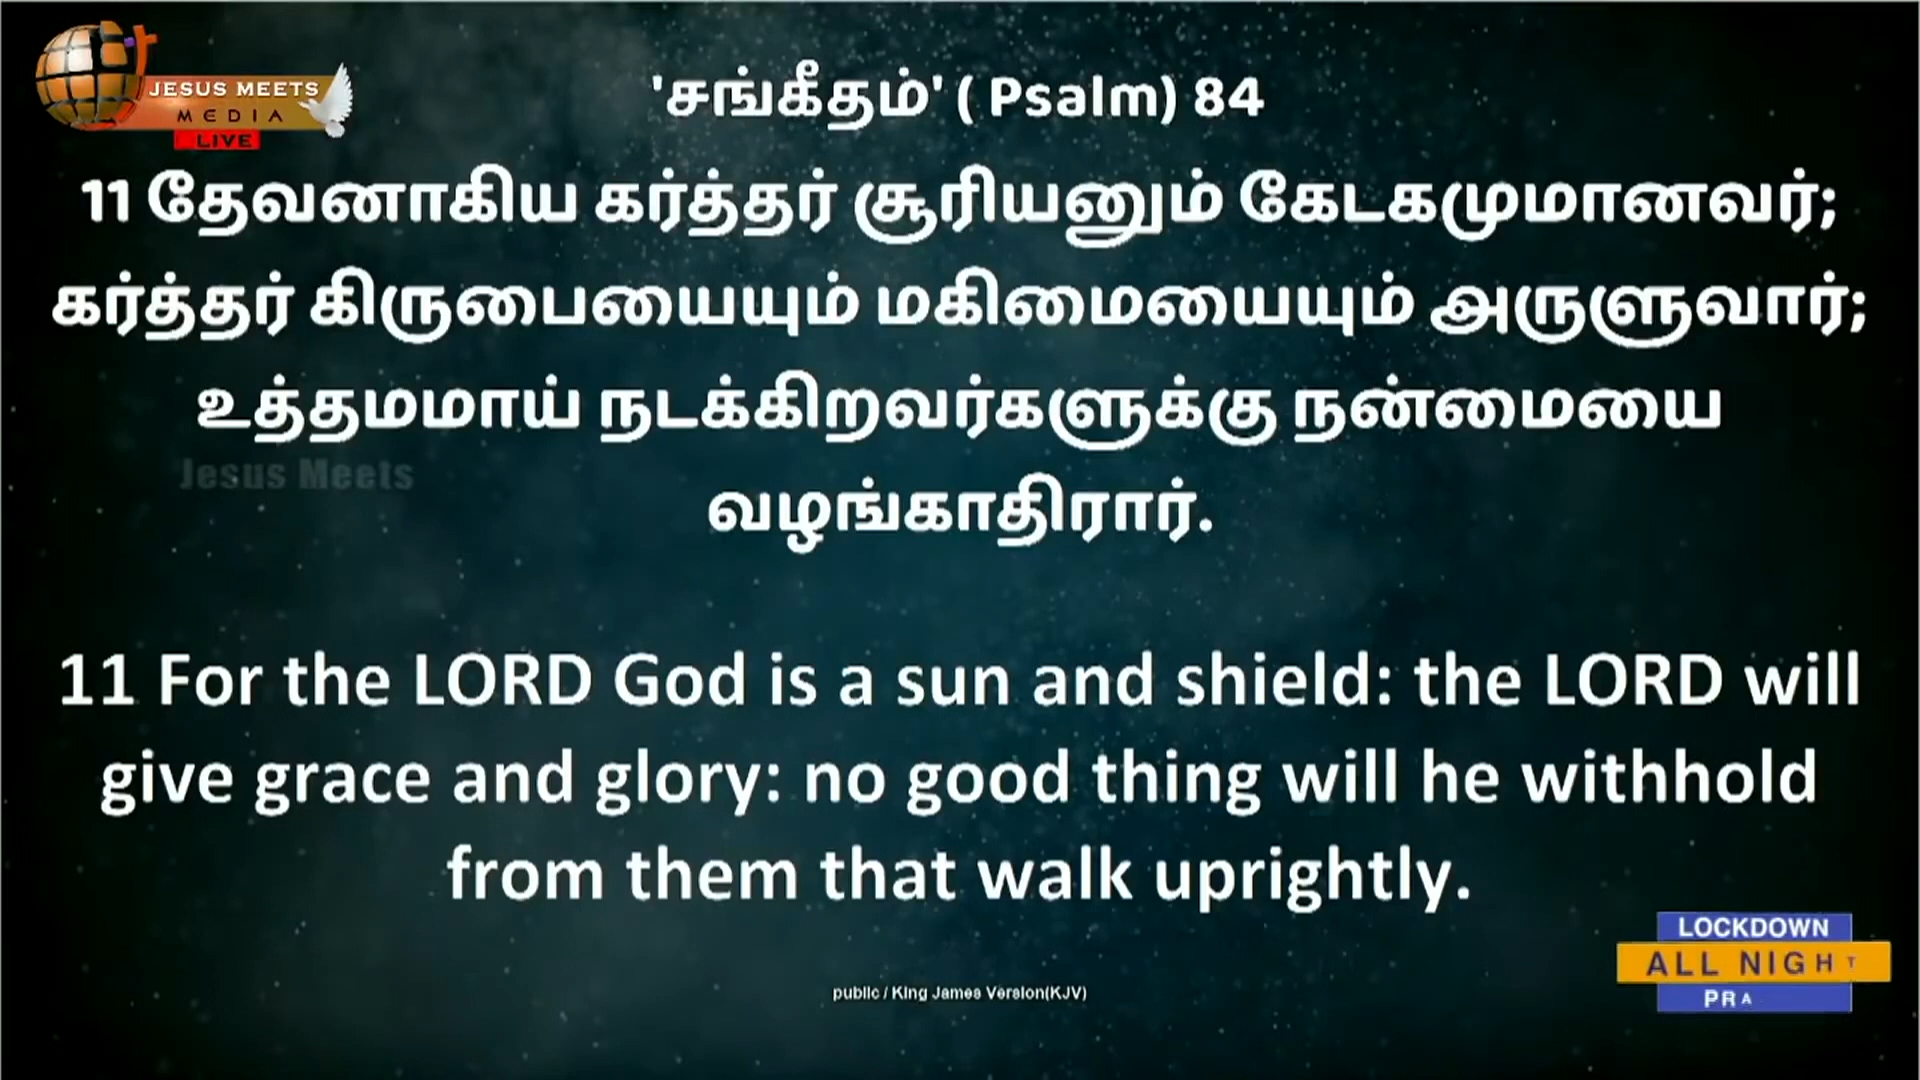 JESUS MEETS
MEDIA
LIVE
'சங்கீதம்' ( Psalm) 84
11 தேவனாகிய கர்த்தர் சூரியனும் கேடகமுமானவர்;
கர்த்தர் கிருபையையும் மகிமையையும் அருளுவார்;
உத்தமமாய் நடக்கிறவர்களுக்கு நன்மையை
Jesus Meets
வழங்காதிரார்.
11 For the LORD God is a sun and shield: the LORD will
give grace and glory: no good thing will he withhold
from them that walk uprightly.
public / King James Version(KJV)
LOCKDOWN
ALL NIGHT
PRA